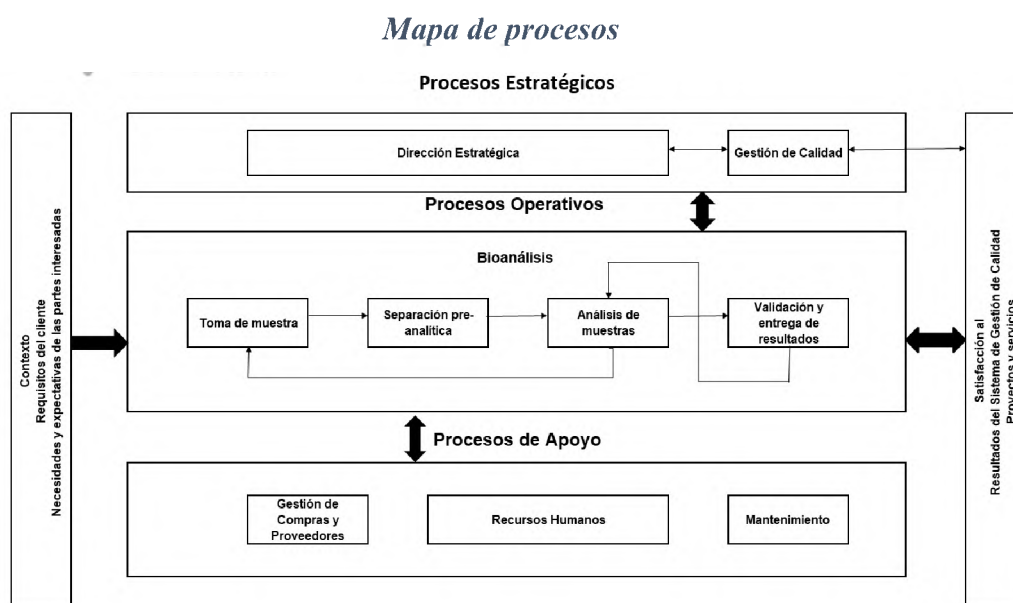 Mapa de procesos
Procesos Estratégicos
Contexto
Requisitos del cliente
Necesidades y expectativas de las partes interesadas
Dirección Estratégica
Gestión de Calidad
Procesos Operativos
Bioanálisis
Toma de muestra
Separación pre-
analítica
Análisis de
muestras
Validación y
entrega de
resultados
Procesos de Apoyo
Gestión de
Compras y
Proveedores
Recursos Humanos
Mantenimiento
Satisfacción al
Resultados del Sistema de Gestión de Calidad
Proyectos y servicios